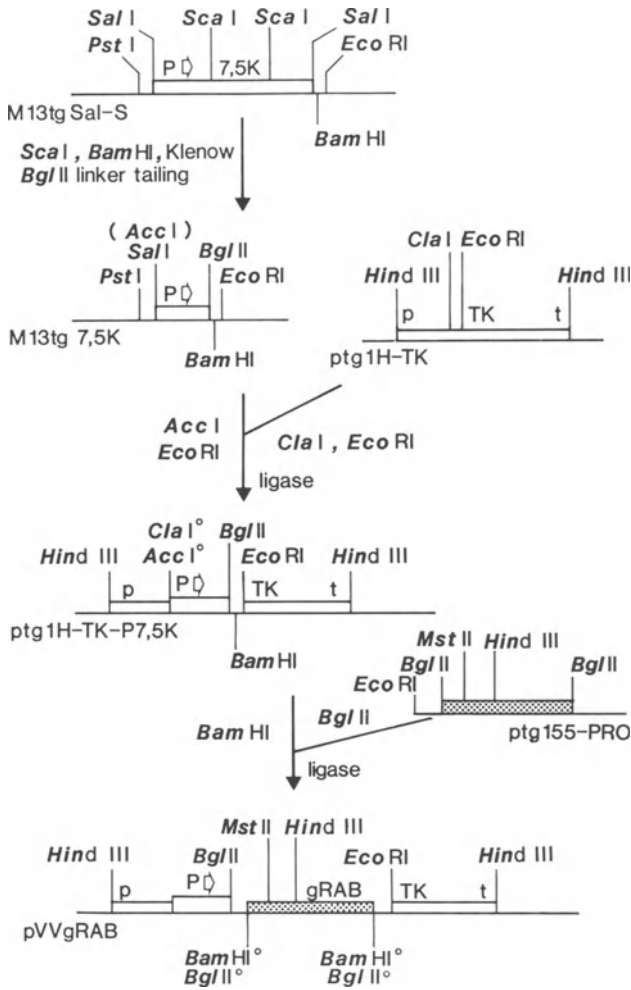 Sca I Sca I
Sal I Sal I
Pst I Eco RI
P 7,5K
M13tg Sal-S
Bam HI
Sca I, Bam HI, Klenow
Bgl II linker tailing
( Acc I )
Sal I Bgl II
Pst I Eco RI
P
M13tg 7,5K
Bam HI
Cla I Eco RI
Hind III Hind III
p TK t
ptg1H-TK
Acc I
Eco RI
Cla I , Eco RI
ligase
Cla I° Bgl II
Hind III Acc I° Eco RI Hind III
p P TK t
ptg1H-TK-P7,5K
Bam HI
Mst II Hind III
Bgl II Bgl II
Eco RI
ptg155-PRO
Bam HI
Bgl II
ligase
Mst II Hind III
Hind III Bgl II Eco RI Hind III
p P gRAB TK t
pVVgRAB
Bam HI° Bam HI°
Bgl II° Bgl II°